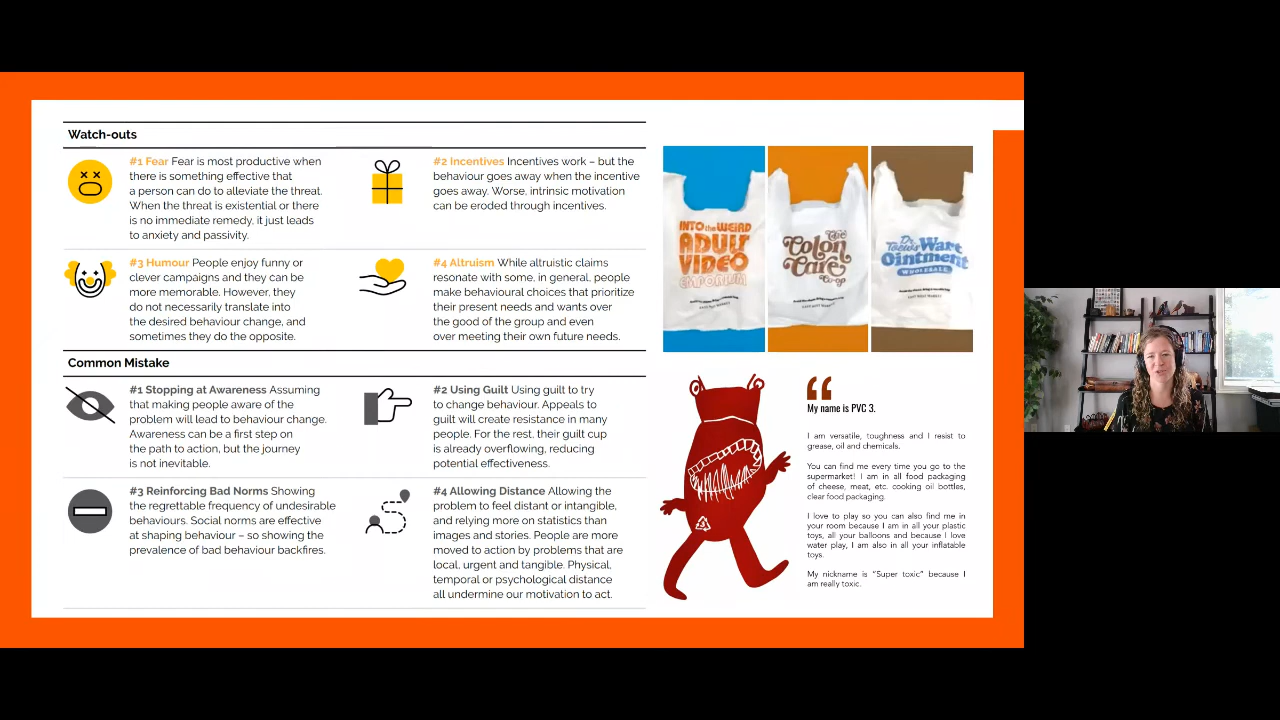 Watch-outs
#1 Fear Fear is most productive when
there is something effective that
a person can do to alleviate the threat.
When the threat is existential or there
is no immediate remedy, it just leads
to anxiety and passivity.
#2 Incentives Incentives work – but the
behaviour goes away when the incentive
goes away. Worse, intrinsic motivation
can be eroded through incentives.
#3 Humour People enjoy funny or
clever campaigns and they can be
more memorable. However, they
do not necessarily translate into
the desired behaviour change, and
sometimes they do the opposite.
#4 Altruism While altruistic claims
resonate with some, in general, people
make behavioural choices that prioritize
their present needs and wants over
the good of the group and even
over meeting their own future needs.
Common Mistake
#1 Stopping at Awareness Assuming
that making people aware of the
problem will lead to behaviour change.
Awareness can be a first step on
the path to action, but the journey
is not inevitable.
#2 Using Guilt Using guilt to try
to change behaviour. Appeals to
guilt will create resistance in many
people. For the rest, their guilt cup
is already overflowing, reducing
potential effectiveness.
#3 Reinforcing Bad Norms Showing
the regrettable frequency of undesirable
behaviours. Social norms are effective
at shaping behaviour – so showing the
prevalence of bad behaviour backfires.
#4 Allowing Distance Allowing the
problem to feel distant or intangible,
and relying more on statistics than
images and stories. People are more
moved to action by problems that are
local, urgent and tangible. Physical,
temporal or psychological distance
all undermine our motivation to act.
INTO the WEIRD
ADULT
VIDEO
EMPORIUM
The
Colon
Care
Co-op
Dr.
Toews Wart
Ointment
WHOLESALE
“
My name is PVC 3.
I am versatile, toughness and I resist to
grease, oil and chemicals.
You can find me every time you go to the
supermarket! I am in all food packaging
of cheese, meat, etc. cooking oil bottles,
clear food packaging.
I love to play so you can also find me in
your room because I am in all your plastic
toys, all your balloons and because I love
water play, I am also in all your inflatable
toys.
My nickname is “Super toxic” because I
am really toxic.